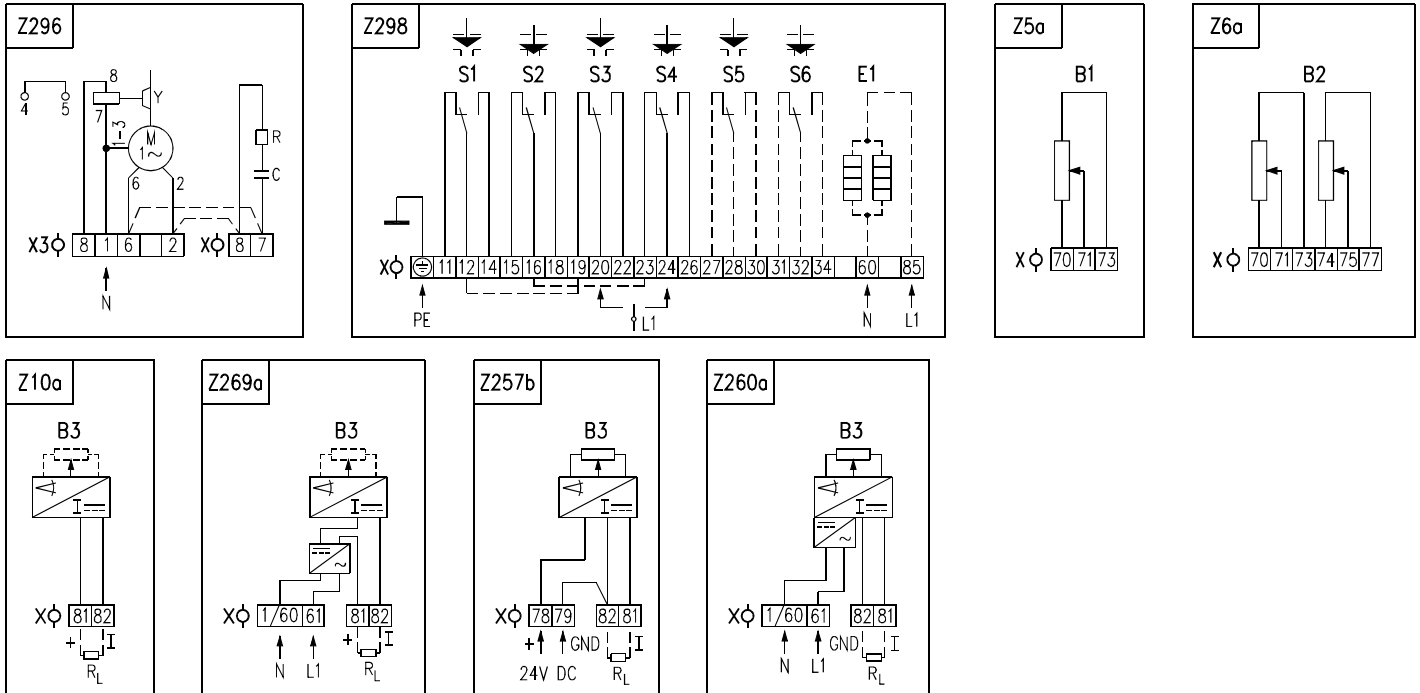 Z296
8
4
5
7
Y
1-3
M
1~
R
C
6
2
X3 8 1 6 2
X 8 7
N
Z298
S1 S2 S3 S4 S5 S6 E1
X 11 12 14 15 16 18 19 20 22 23 24 26 27 28 30 31 32 34 60 85
PE
L1
N
L1
Z5a
B1
X 70 71 73
Z6a
B2
X 70 71 73 74 75 77
Z10a
B3
I
X 81 82
+ I
RL
Z269a
B3
I
~
X 1/60 61 81 82
+ I
N L1 RL
Z257b
B3
I
X 78 79 82 81
+ GND I
24V DC RL
Z260a
B3
I
~
X 1/60 61 82 81
GND I
N L1 RL